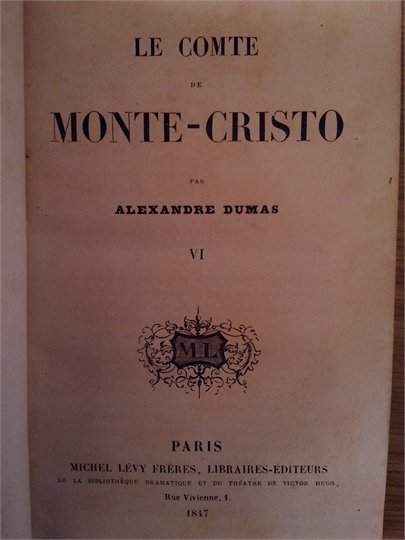 LE COMTE
DE
MONTE-CRISTO
PAR
ALEXANDRE DUMAS
VI
M. L.
PARIS
MICHEL LÉVY FRÈRES, LIBRAIRES-ÉDITEURS
DE LA BIBLIOTHÈQUE DRAMATIQUE ET DU THÉATRE DE VICTOR HUGO,
Rue Vivienne, 1.
1847